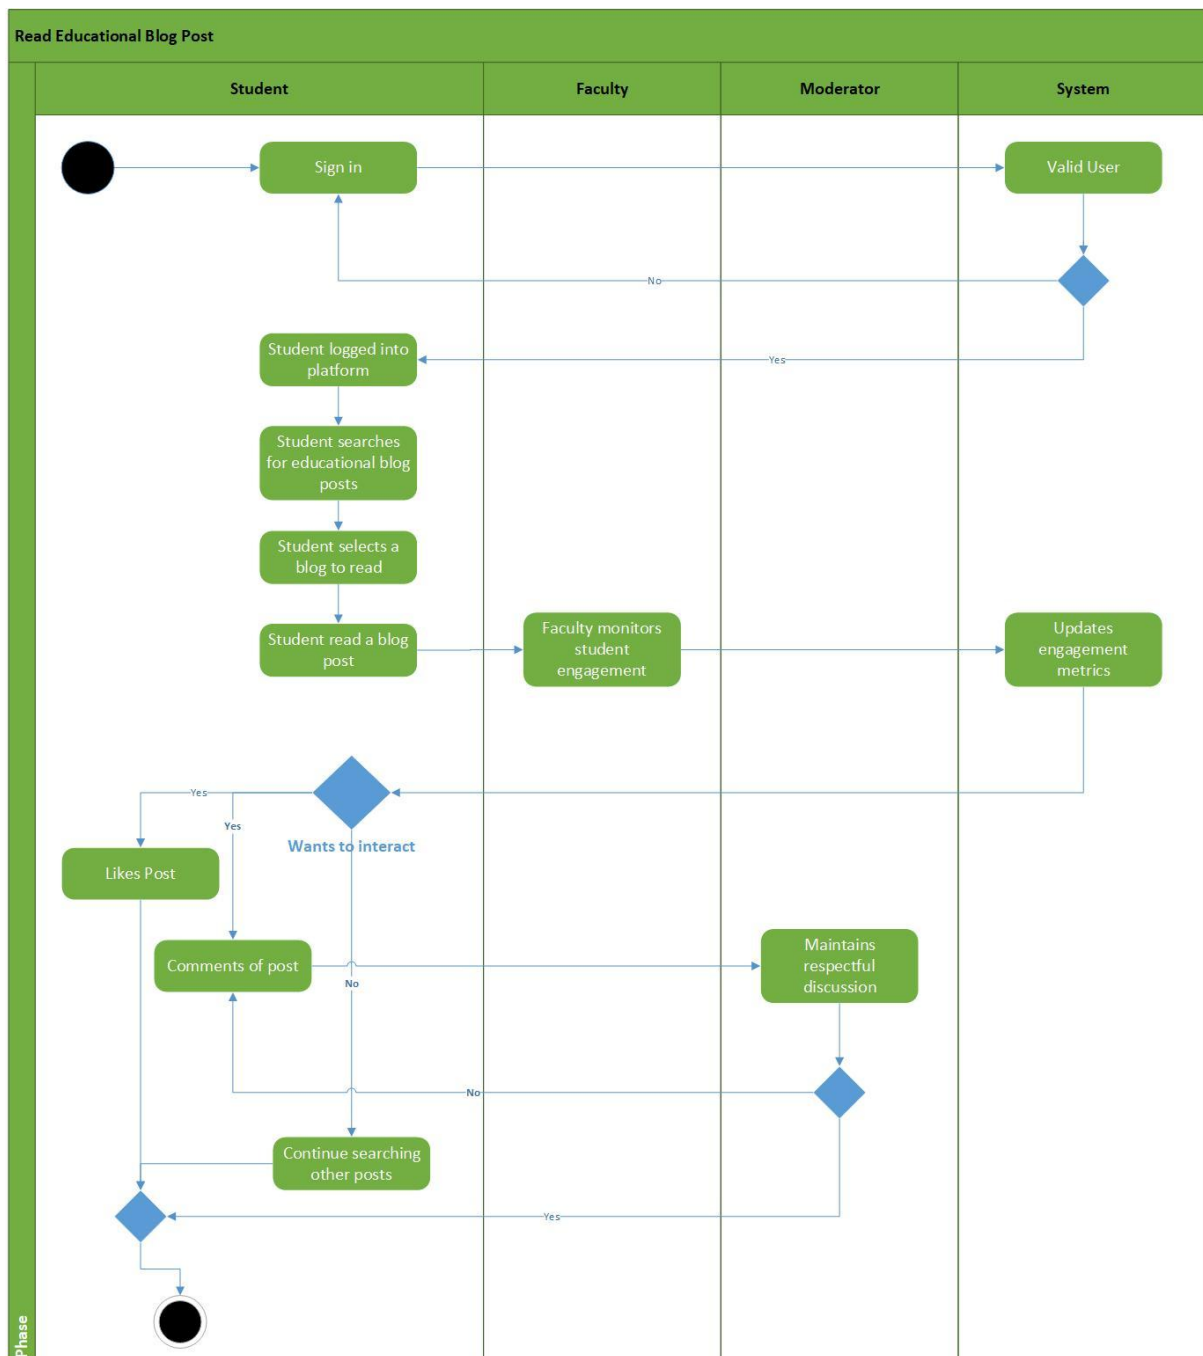 Read Educational Blog Post
Student
Faculty
Moderator
System
Sign in
Valid User
No
Student logged into
platform
Yes
Student searches
for educational blog
posts
Student selects a
blog to read
Student read a blog
post
Faculty monitors
student
engagement
Updates
engagement
metrics
Yes
Yes
Wants to interact
Likes Post
Comments of post
Maintains
respectful
discussion
No
No
Continue searching
other posts
Yes
Phase